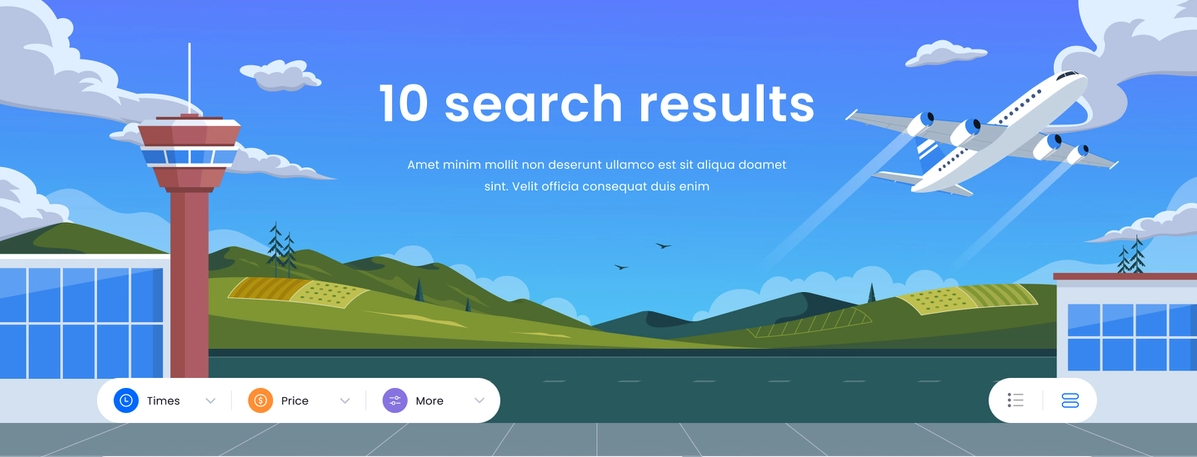 10 search results
Amet minim mollit non deserunt ullamco est sit aliqua doamet
sint. Velit officia consequat duis enim
Times
Price
More